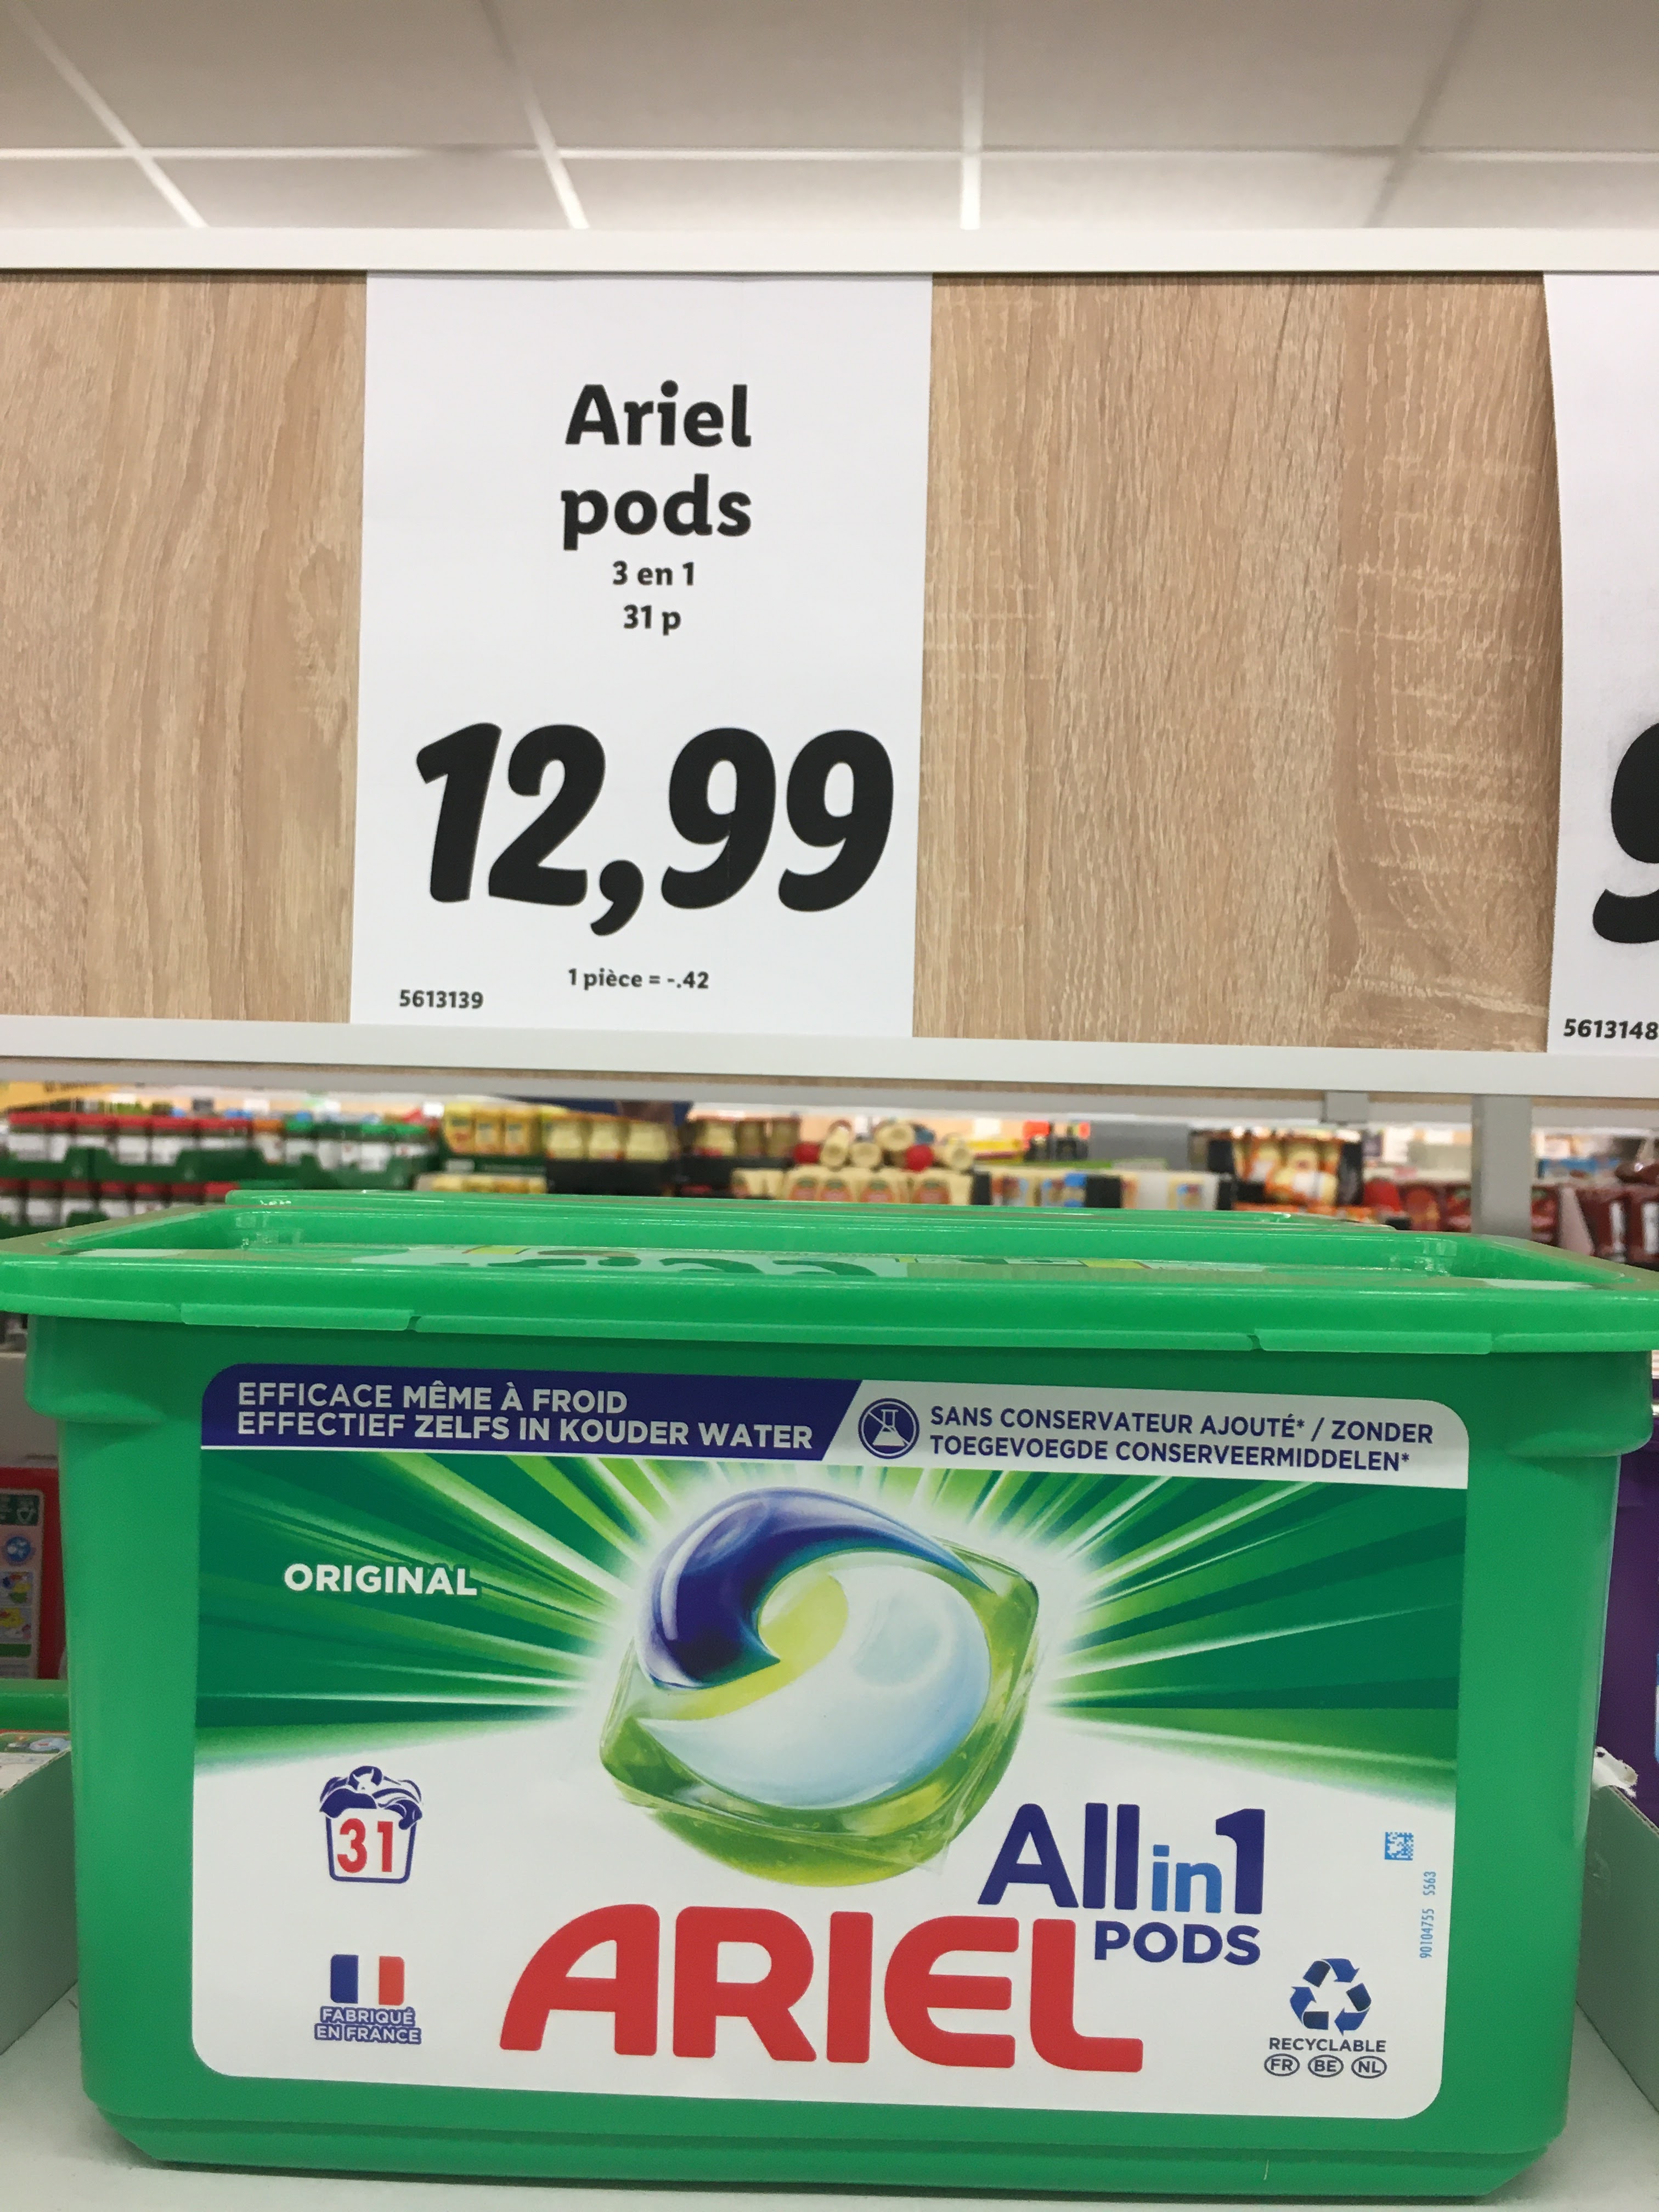 Ariel
pods
3 en 1
31 p
12,99
1 pièce = -.42
5613139
9
5613148
EFFICACE MÊME À FROID
EFFECTIEF ZELFS IN KOUDER WATER
SANS CONSERVATEUR AJOUTÉ* / ZONDER
TOEGEVOEGDE CONSERVEERMIDDELEN*
ORIGINAL
31
All in 1
PODS
ARIEL
FABRIQUÉ
EN FRANCE
RECYCLABLE
FR BE NL
90104755 5563